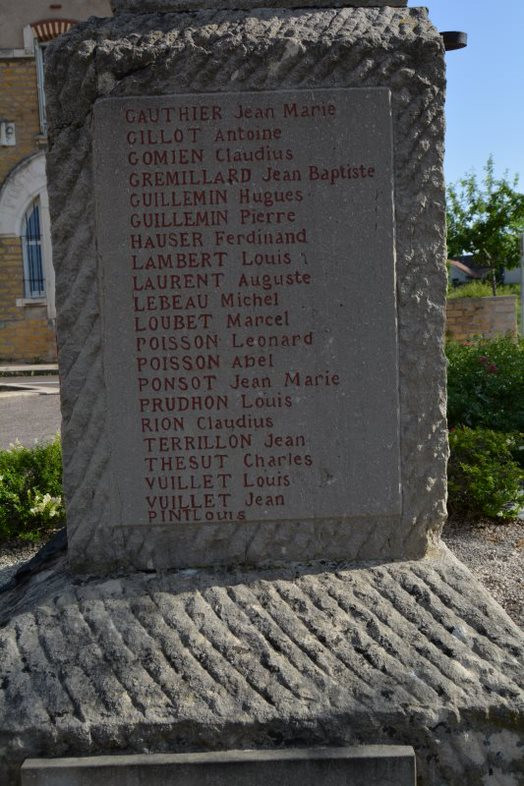 GAUTHIER Jean Marie
GILLOT Antoine
GOMIEN Claudius
GREMILLARD Jean Baptiste
GUILLEMIN Hugues
GUILLEMIN Pierre
HAUSER Ferdinand
LAMBERT Louis
LAURENT Auguste
LEBEAU Michel
LOUBET Marcel
POISSON Leonard
POISSON Abel
PONSOT Jean Marie
PRUDHON Louis
RION Claudius
TERRILLON Jean
THESUT Charles
VUILLET Louis
VUILLET Jean
PINT Louis